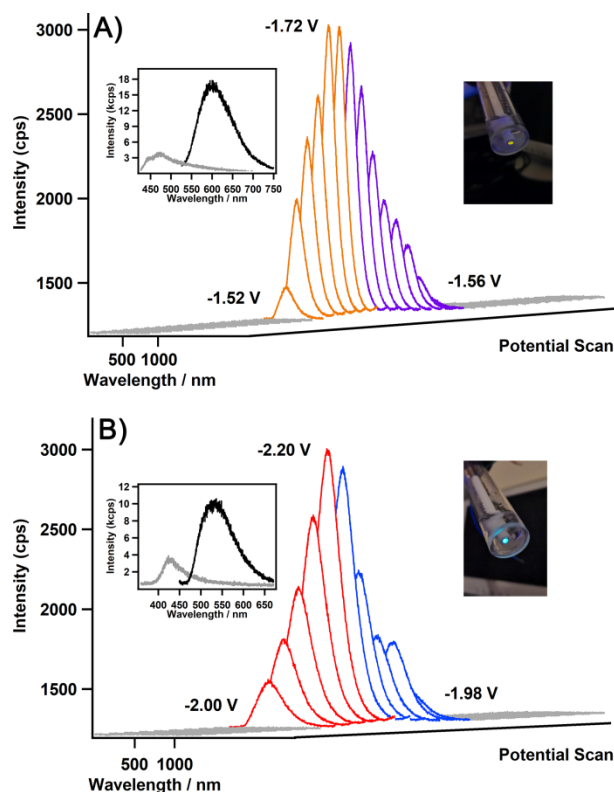 A)
-1.72 V
3000
2500
2000
1500
Intensity (cps)
18
15
12
9
6
3
Intensity (kcps)
450 500 550 600 650 700 750
Wavelength / nm
-1.52 V
-1.56 V
500 1000
Wavelength / nm
Potential Scan
B)
-2.20 V
3000
2500
2000
1500
Intensity (cps)
12
10
8
6
4
2
Intensity (kcps)
400 450 500 550 600 650
Wavelength / nm
-2.00 V
-1.98 V
500 1000
Wavelength / nm
Potential Scan